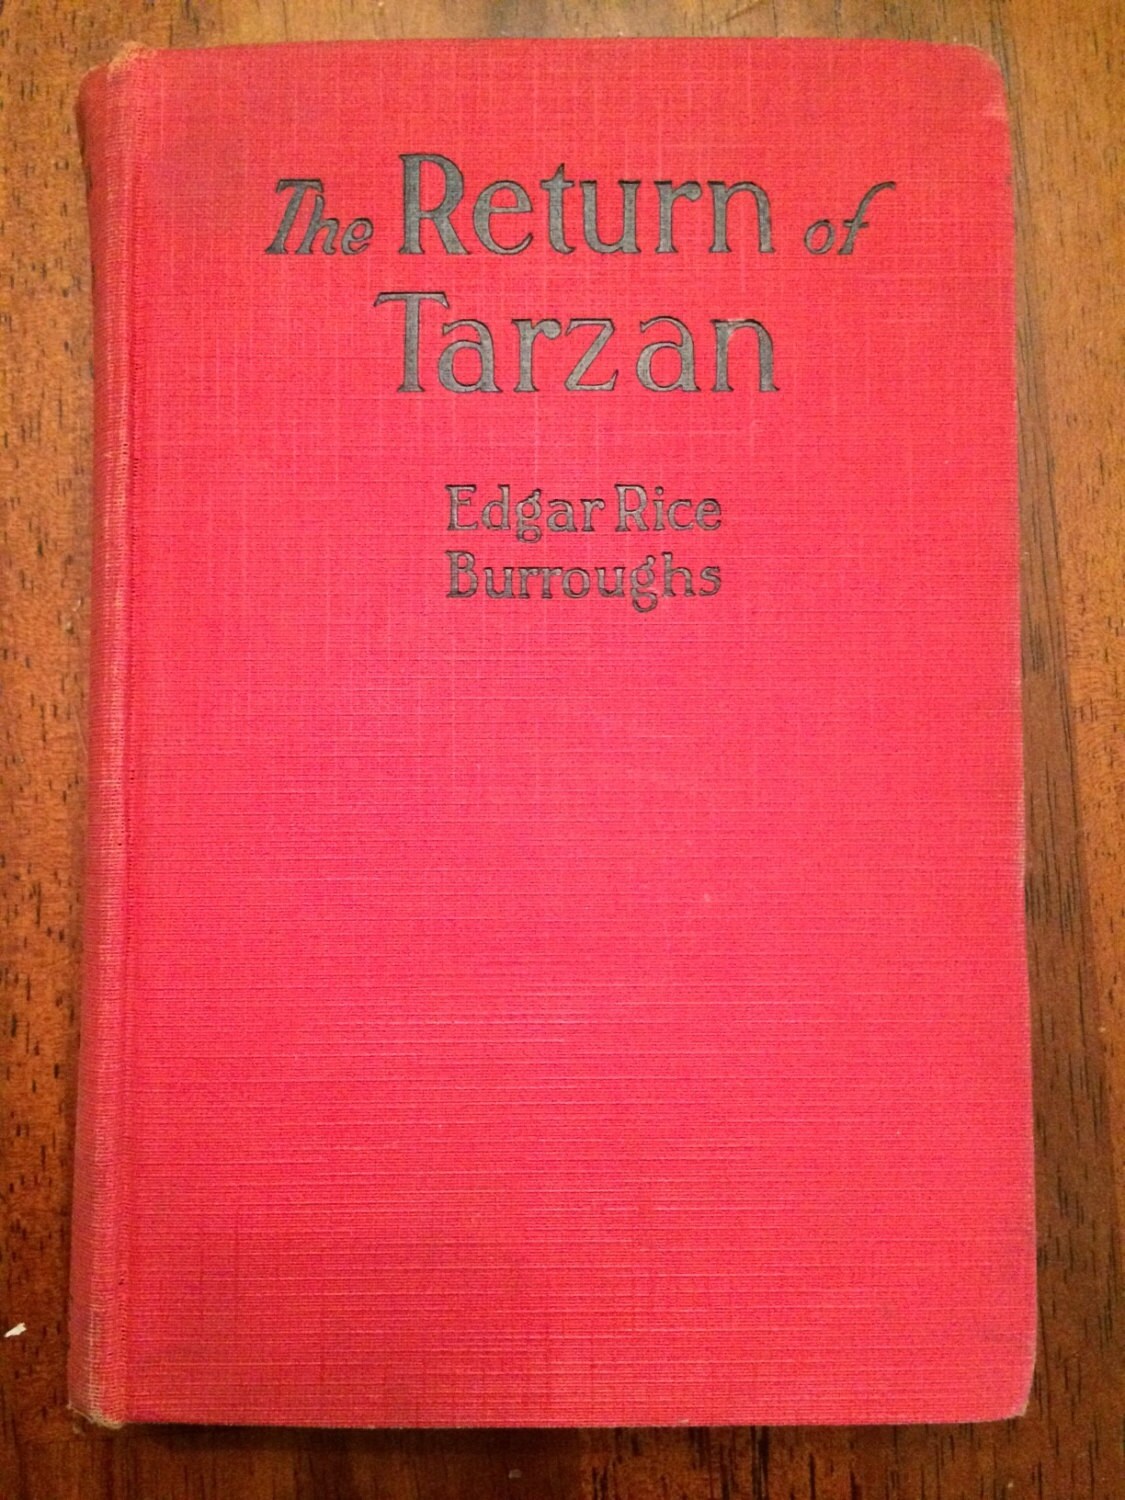 The Return of
Tarzan
Edgar Rice
Burroughs